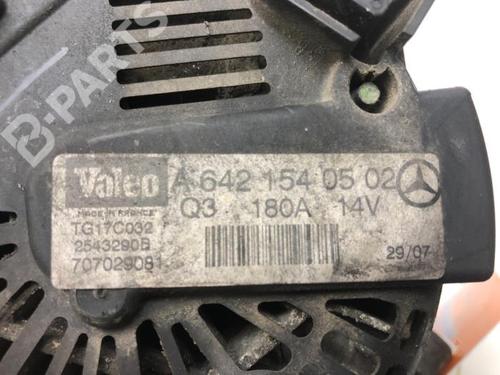 B-PARTS
Valeo A 642 154 05 02
MADE IN FRANCE Q3 180A 14V
TG17C032
2543290B
707029081 29/07